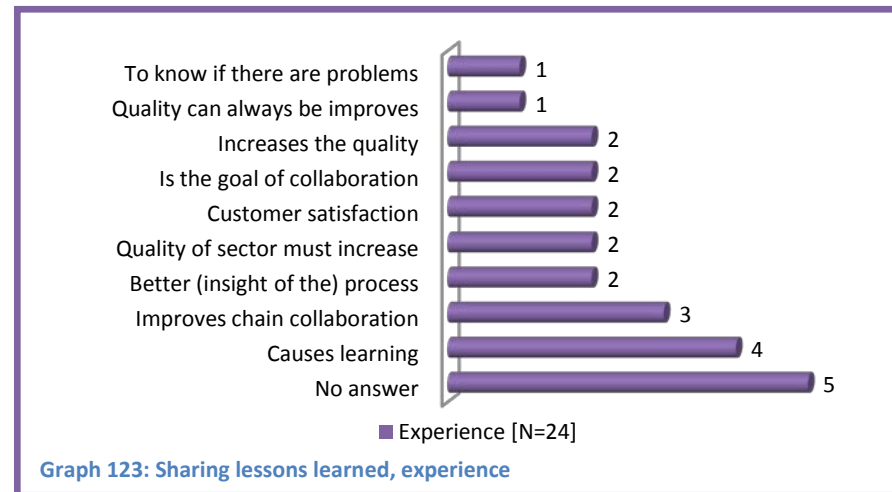 To know if there are problems 1
Quality can always be improves 1
Increases the quality 2
Is the goal of collaboration 2
Customer satisfaction 2
Quality of sector must increase 2
Better (insight of the) process 2
Improves chain collaboration 3
Causes learning 4
No answer 5
Experience [N=24]
Graph 123: Sharing lessons learned, experience